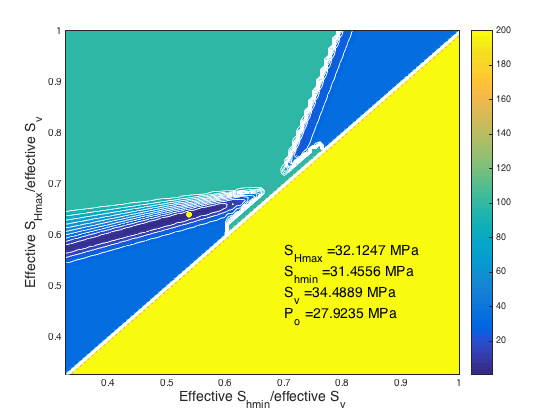 1
0.9
0.8
0.7
0.6
0.5
0.4
Effective S_Hmax/effective S_v
0.4 0.5 0.6 0.7 0.8 0.9 1
Effective S_hmin/effective S_v
S_Hmax =32.1247 MPa
S_hmin =31.4556 MPa
S_v =34.4889 MPa
P_o =27.9235 MPa
200
180
160
140
120
100
80
60
40
20